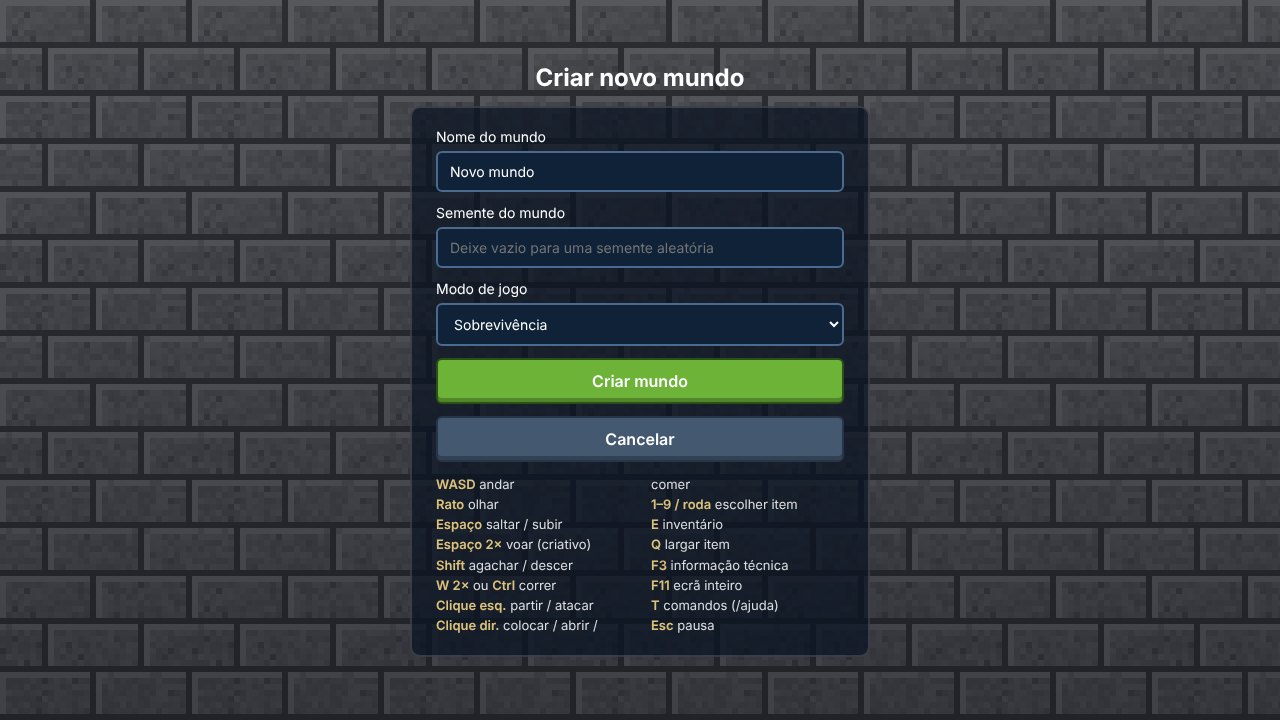 Criar novo mundo
Nome do mundo
Novo mundo
Semente do mundo
Deixe vazio para uma semente aleatória
Modo de jogo
Sobrevivência
Criar mundo
Cancelar
WASD andar
Rato olhar
Espaço saltar / subir
Espaço 2× voar (criativo)
Shift agachar / descer
W 2× ou Ctrl correr
Clique esq. partir / atacar
Clique dir. colocar / abrir /
comer
1–9 / roda escolher item
E inventário
Q largar item
F3 informação técnica
F11 ecrã inteiro
T comandos (/ajuda)
Esc pausa